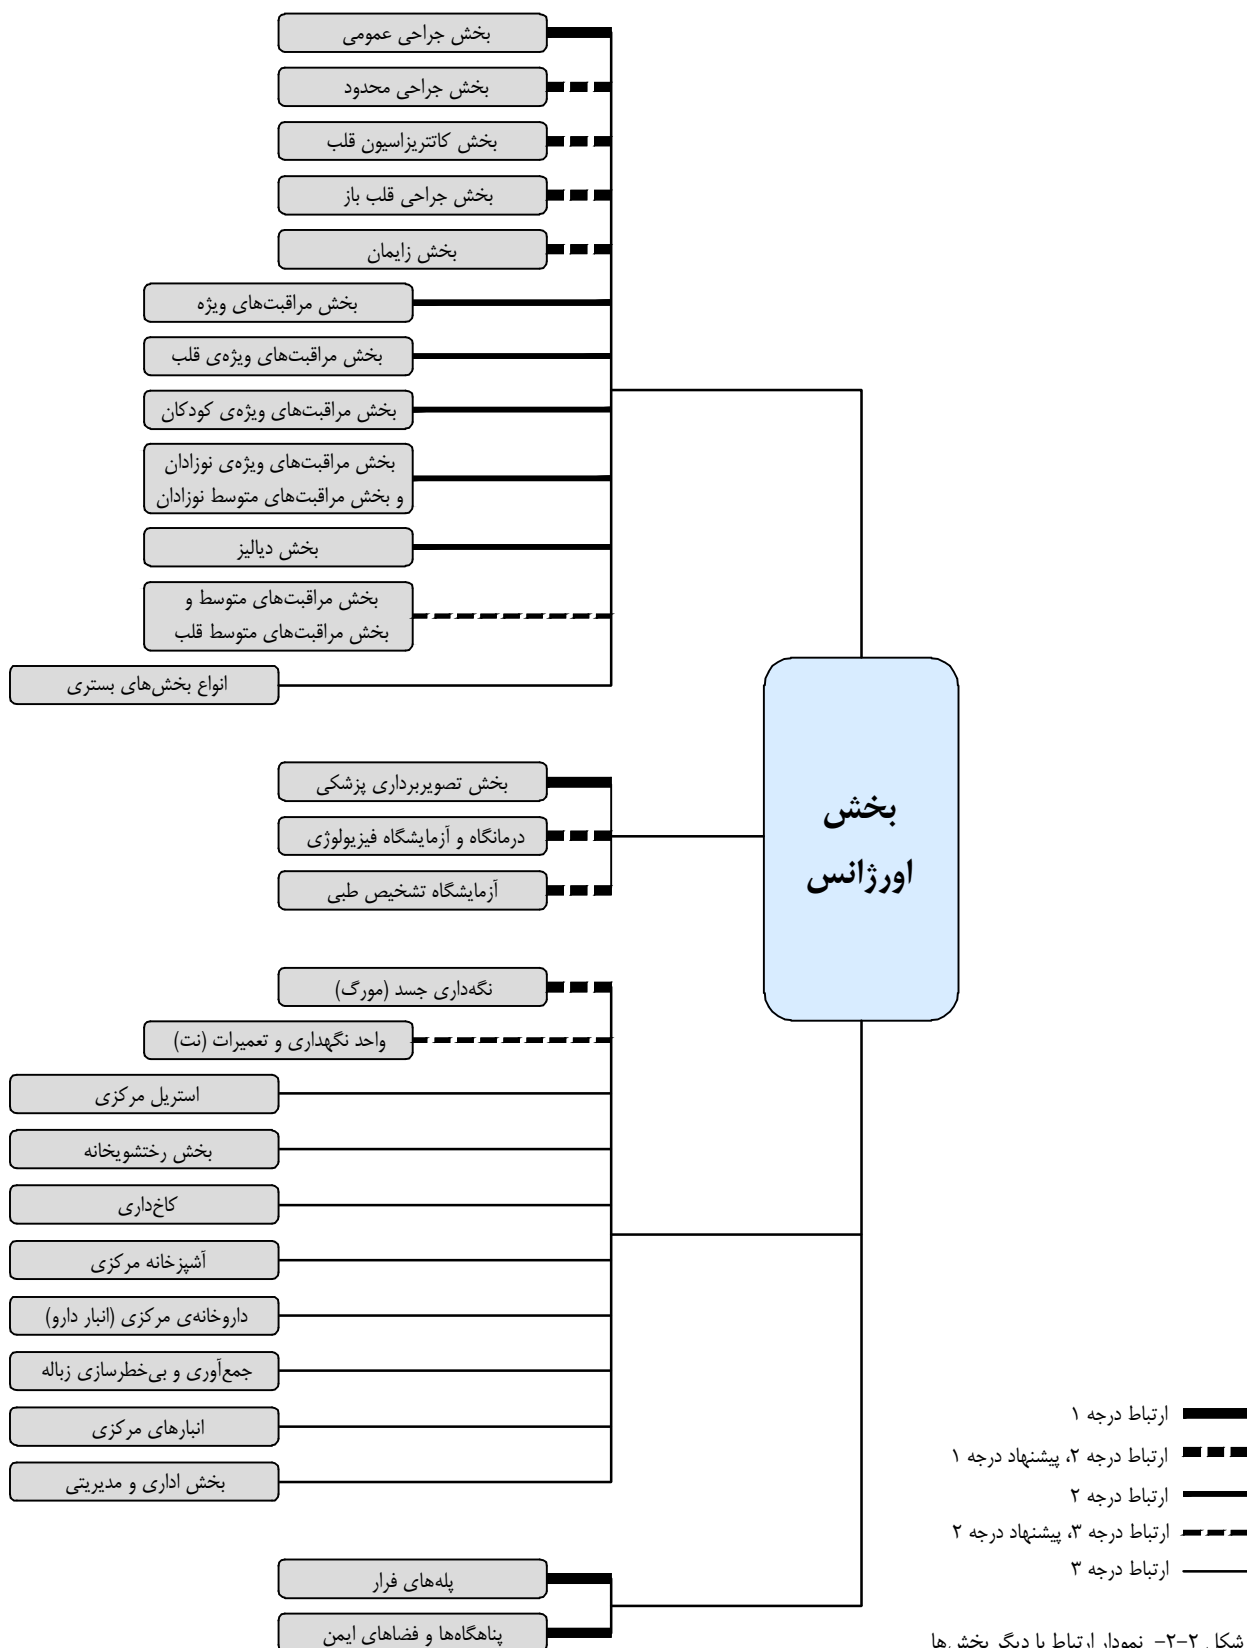 بخش جراحی عمومی
بخش جراحی محدود
بخش کاتتریزاسیون قلب
بخش جراحی قلب باز
بخش زایمان
بخش مراقبت‌های ویژه
بخش مراقبت‌های ویژه‌ی قلب
بخش مراقبت‌های ویژه‌ی کودکان
بخش مراقبت‌های ویژه‌ی نوزادان
و بخش مراقبت‌های متوسط نوزادان
بخش دیالیز
بخش مراقبت‌های متوسط و
بخش مراقبت‌های متوسط قلب
انواع بخش‌های بستری
بخش تصویربرداری پزشکی
درمانگاه و آزمایشگاه فیزیولوژی
آزمایشگاه تشخیص طبی
بخش
اورژانس
نگه‌داری جسد (مورگ)
واحد نگهداری و تعمیرات (نت)
استریل مرکزی
بخش رختشویخانه
کاخ‌داری
آشپزخانه مرکزی
داروخانه‌ی مرکزی (انبار دارو)
جمع‌آوری و بی‌خطرسازی زباله
انبارهای مرکزی
بخش اداری و مدیریتی
پله‌های فرار
پناهگاه‌ها و فضاهای ایمن
ارتباط درجه ۱
ارتباط درجه ۲، پیشنهاد درجه ۱
ارتباط درجه ۲
ارتباط درجه ۳، پیشنهاد درجه ۲
ارتباط درجه ۳
شکل ۲-۲- نمودار ارتباط با دیگر بخش‌ها